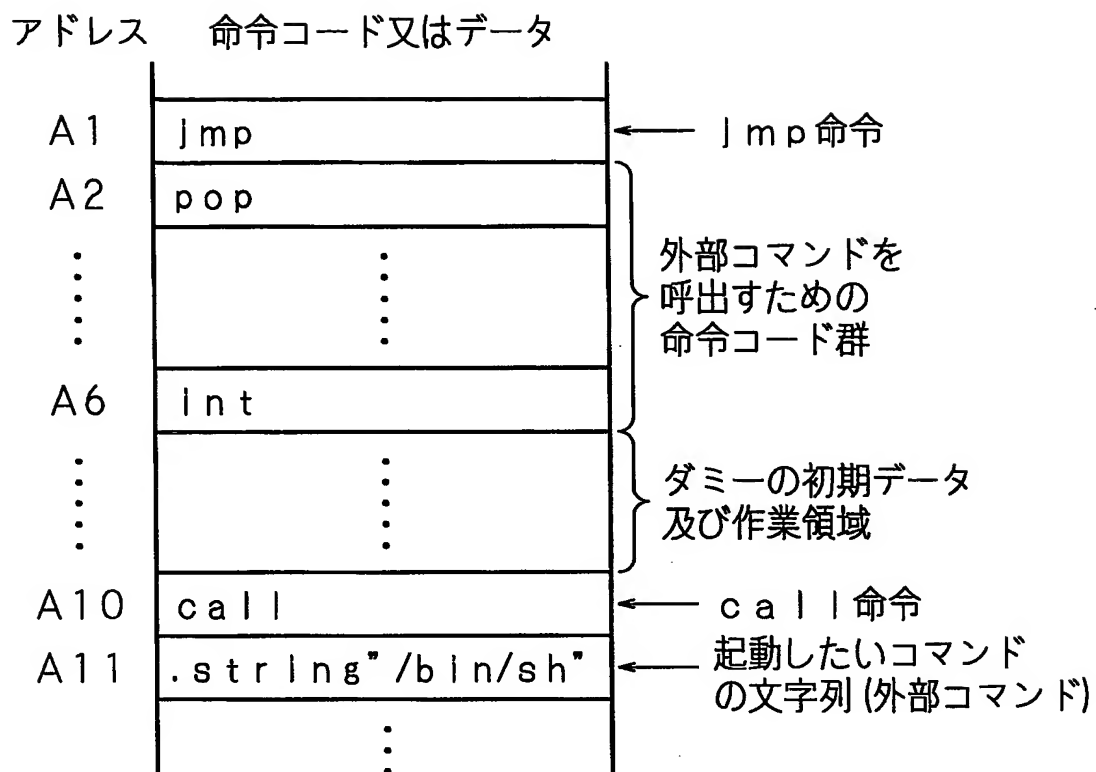 アドレス 命令コード又はデータ
A1 jmp jmp命令
A2 pop
外部コマンドを
呼出すための
命令コード群
A6 int
ダミーの初期データ
及び作業領域
A10 call call命令
A11 .string"/bin/sh" 起動したいコマンド
の文字列(外部コマンド)